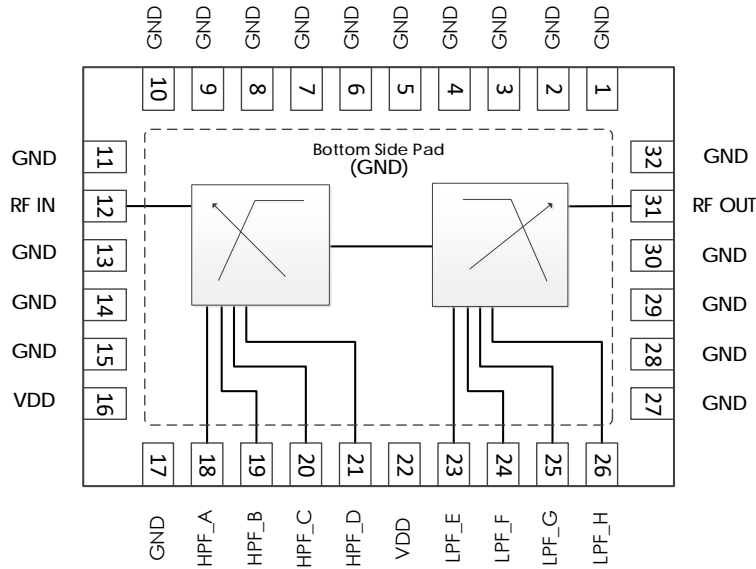 GND GND GND GND GND GND GND GND GND GND
10 9 8 7 6 5 4 3 2 1
Bottom Side Pad
(GND)
GND 11
RF IN 12
GND 13
GND 14
GND 15
VDD 16
32 GND
31 RF OUT
30 GND
29 GND
28 GND
27 GND
17 18 19 20 21 22 23 24 25 26
GND HPF_A HPF_B HPF_C HPF_D VDD LPF_E LPF_F LPF_G LPF_H